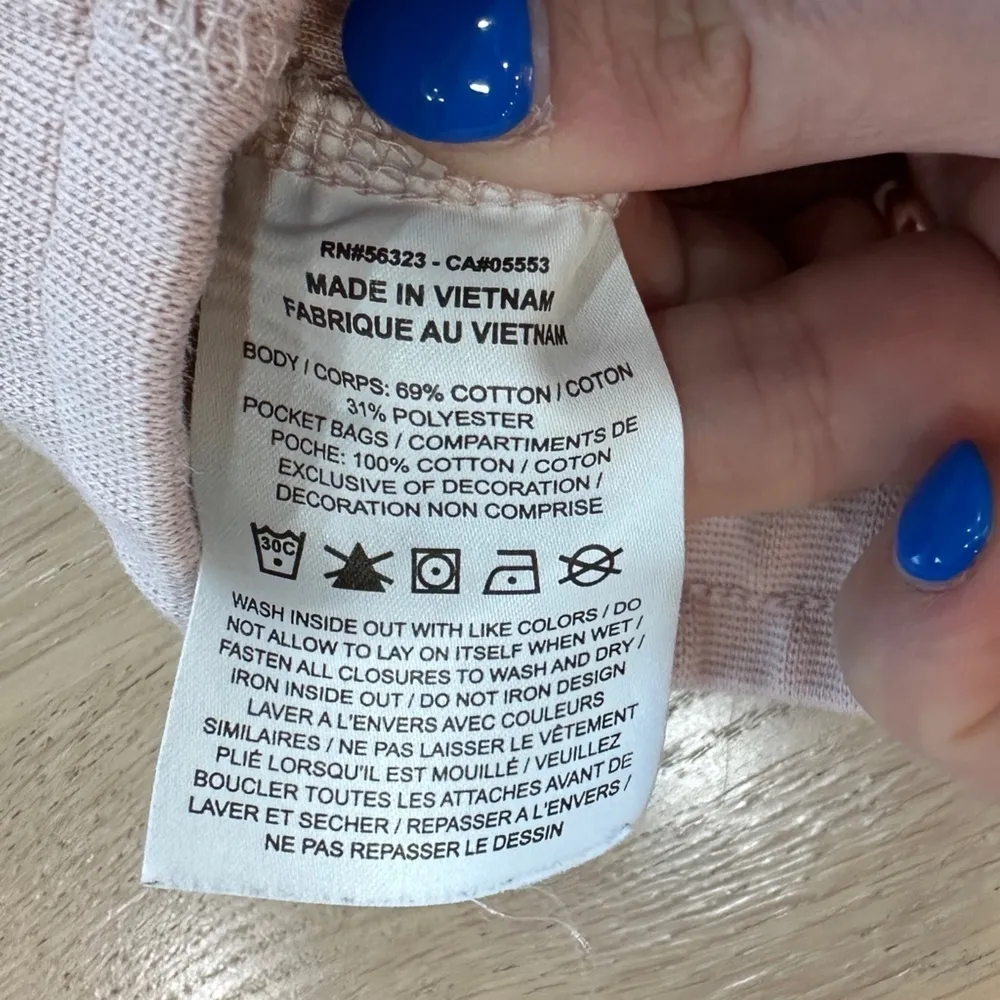 RN#56323 - CA#05553
MADE IN VIETNAM
FABRIQUE AU VIETNAM
BODY / CORPS: 69% COTTON / COTON
31% POLYESTER
POCKET BAGS / COMPARTIMENTS DE
POCHE: 100% COTTON / COTON
EXCLUSIVE OF DECORATION /
DECORATION NON COMPRISE
30C
WASH INSIDE OUT WITH LIKE COLORS / DO
NOT ALLOW TO LAY ON ITSELF WHEN WET /
FASTEN ALL CLOSURES TO WASH AND DRY /
IRON INSIDE OUT / DO NOT IRON DESIGN
LAVER A L'ENVERS AVEC COULEURS
SIMILAIRES / NE PAS LAISSER LE VÊTEMENT
PLIÉ LORSQU'IL EST MOUILLÉ / VEUILLEZ
BOUCLER TOUTES LES ATTACHES AVANT DE
LAVER ET SECHER / REPASSER A L'ENVERS /
NE PAS REPASSER LE DESSIN